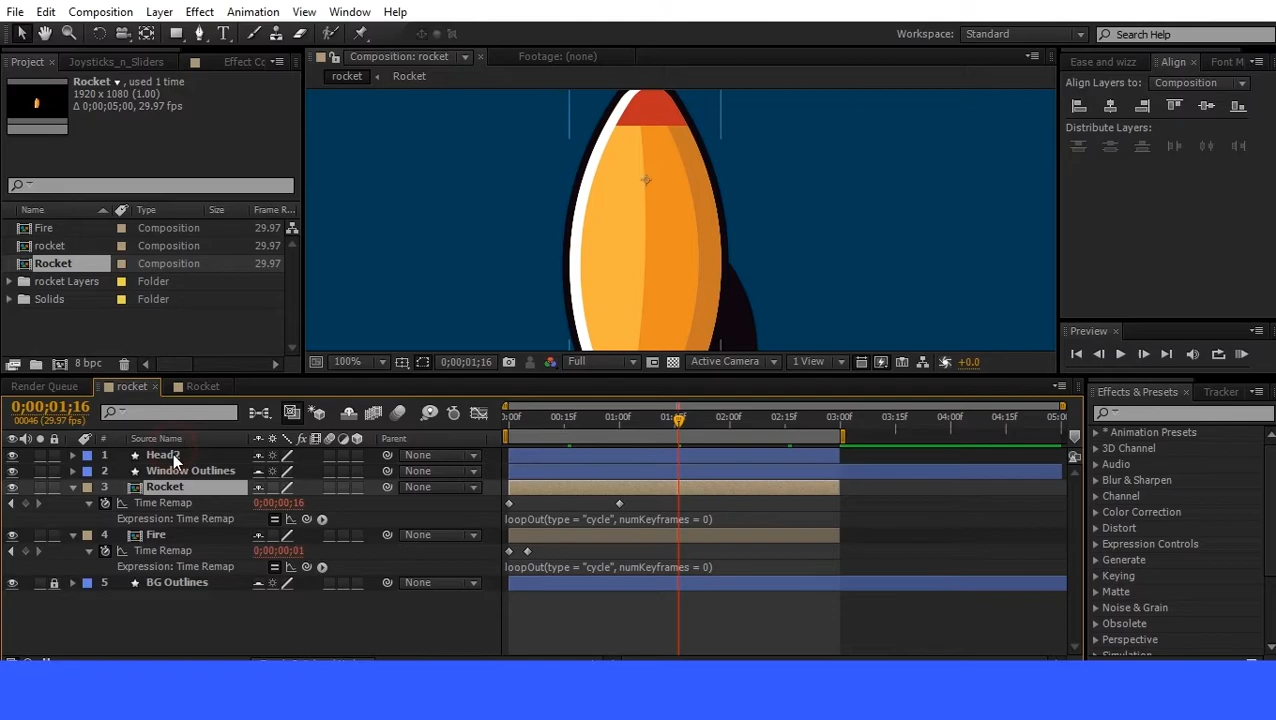 File Edit Composition Layer Effect Animation View Window Help
Workspace: Standard Search Help
Project Joysticks_n_Sliders Effect Co
Composition: rocket Footage: (none)
Ease and wizz Align Font M
Rocket , used 1 time
1920 x 1080 (1.00)
Δ 0;00;05;00, 29.97 fps
rocket Rocket
Align Layers to: Composition
Distribute Layers:
Name Type Size Frame R...
Fire Composition 29.97
rocket Composition 29.97
Rocket Composition 29.97
rocket Layers Folder
Solids Folder
Preview
8 bpc
100% 0;00;01;16 Full Active Camera 1 View +0.0
Render Queue rocket Rocket
Effects & Presets Tracker
0;00;01;16
00046 (29.97 fps)
:00f 00:15f 01:00f 01:15f 02:00f 02:15f 03:00f 03:15f 04:00f 04:15f 05:00
# Source Name Parent
1 Head2 None
2 Window Outlines None
3 Rocket None
Time Remap 0;00;00;16
Expression: Time Remap loopOut(type = "cycle", numKeyframes = 0)
4 Fire None
Time Remap 0;00;00;01
Expression: Time Remap loopOut(type = "cycle", numKeyframes = 0)
5 BG Outlines None
* Animation Presets
3D Channel
Audio
Blur & Sharpen
Channel
Color Correction
Distort
Expression Controls
Generate
Keying
Matte
Noise & Grain
Obsolete
Perspective